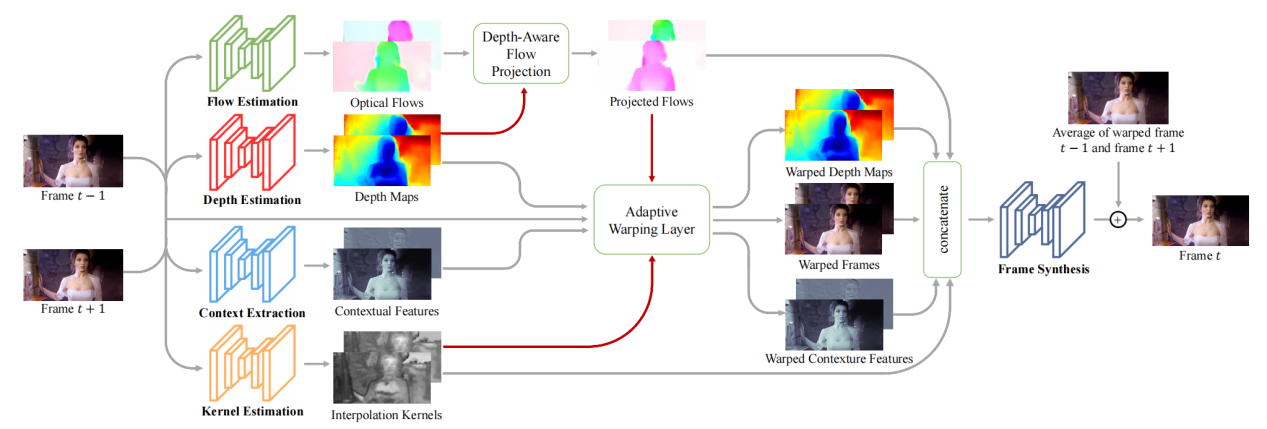 Flow Estimation
Optical Flows
Depth-Aware
Flow
Projection
Projected Flows
Frame t − 1
Depth Estimation
Depth Maps
Adaptive
Warping Layer
Frame t + 1
Context Extraction
Contextual Features
Kernel Estimation
Interpolation Kernels
Warped Depth Maps
Warped Frames
Warped Contexture Features
concatenate
Frame Synthesis
Average of warped frame
t − 1 and frame t + 1
+
Frame t